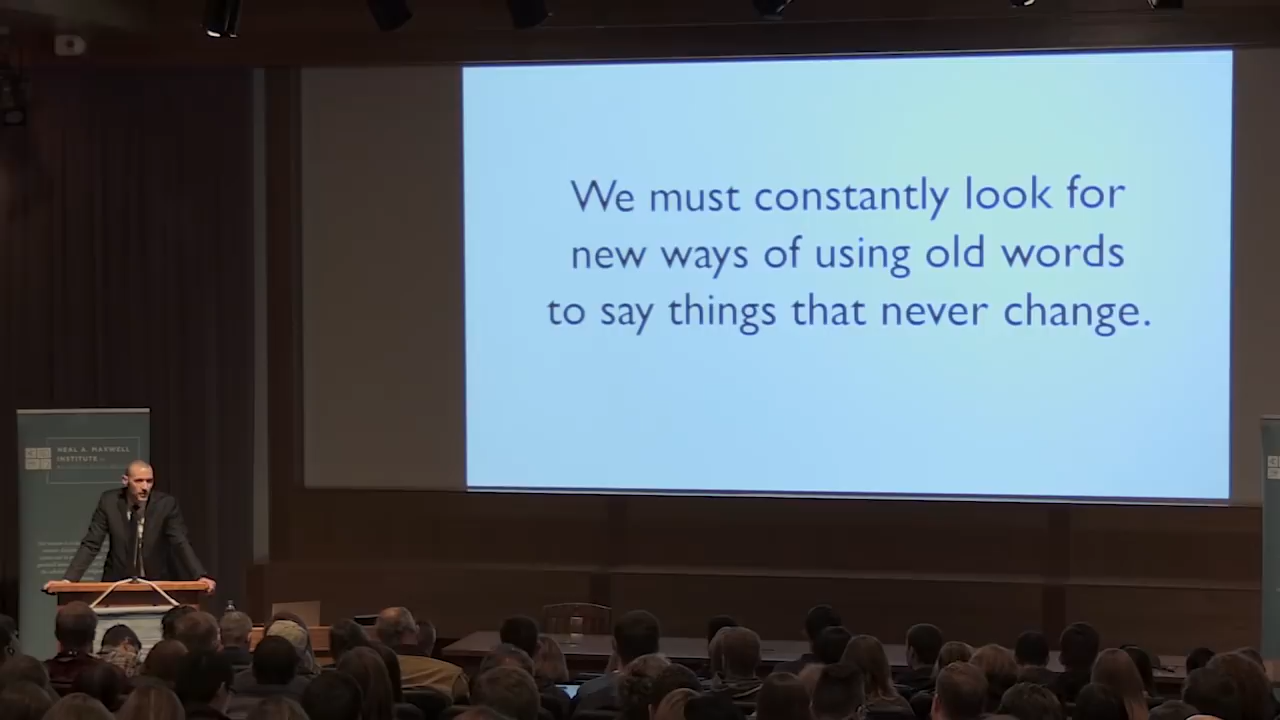 We must constantly look for
new ways of using old words
to say things that never change.
NEAL A. MAXWELL
INSTITUTE